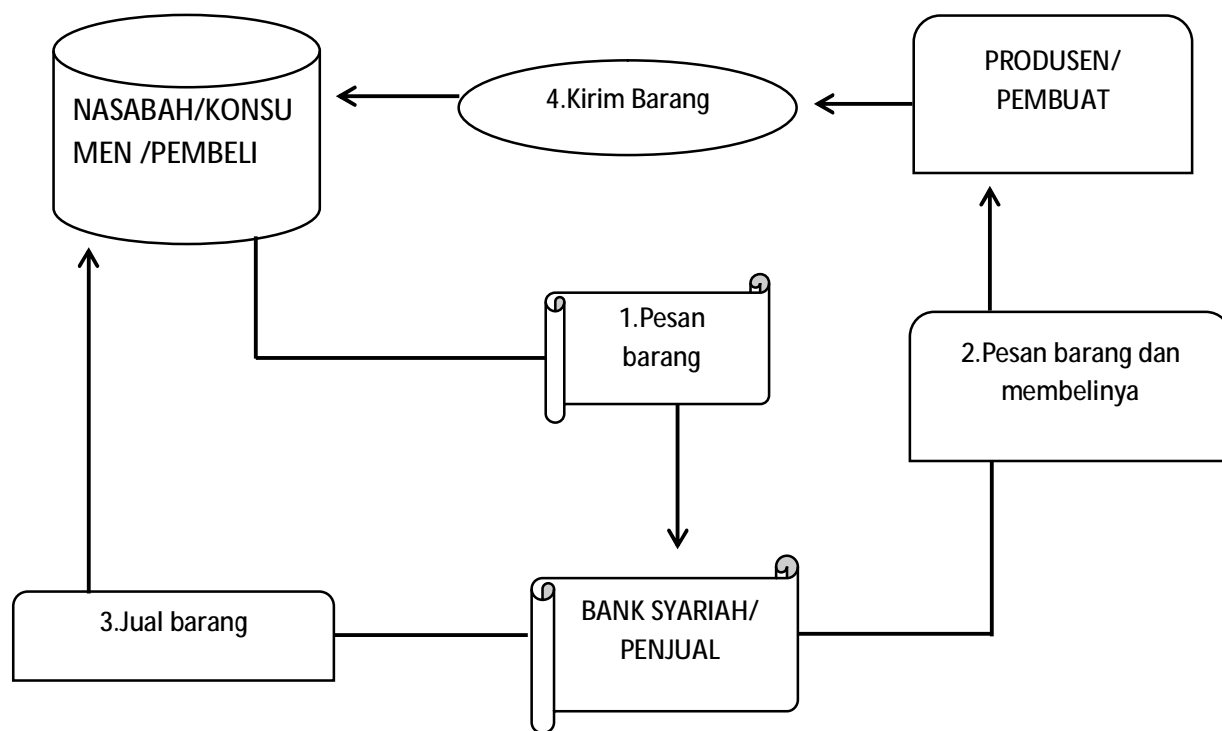 NASABAH/KONSU
MEN /PEMBELI
4.Kirim Barang
PRODUSEN/
PEMBUAT
1.Pesan
barang
2.Pesan barang dan
membelinya
3.Jual barang
BANK SYARIAH/
PENJUAL